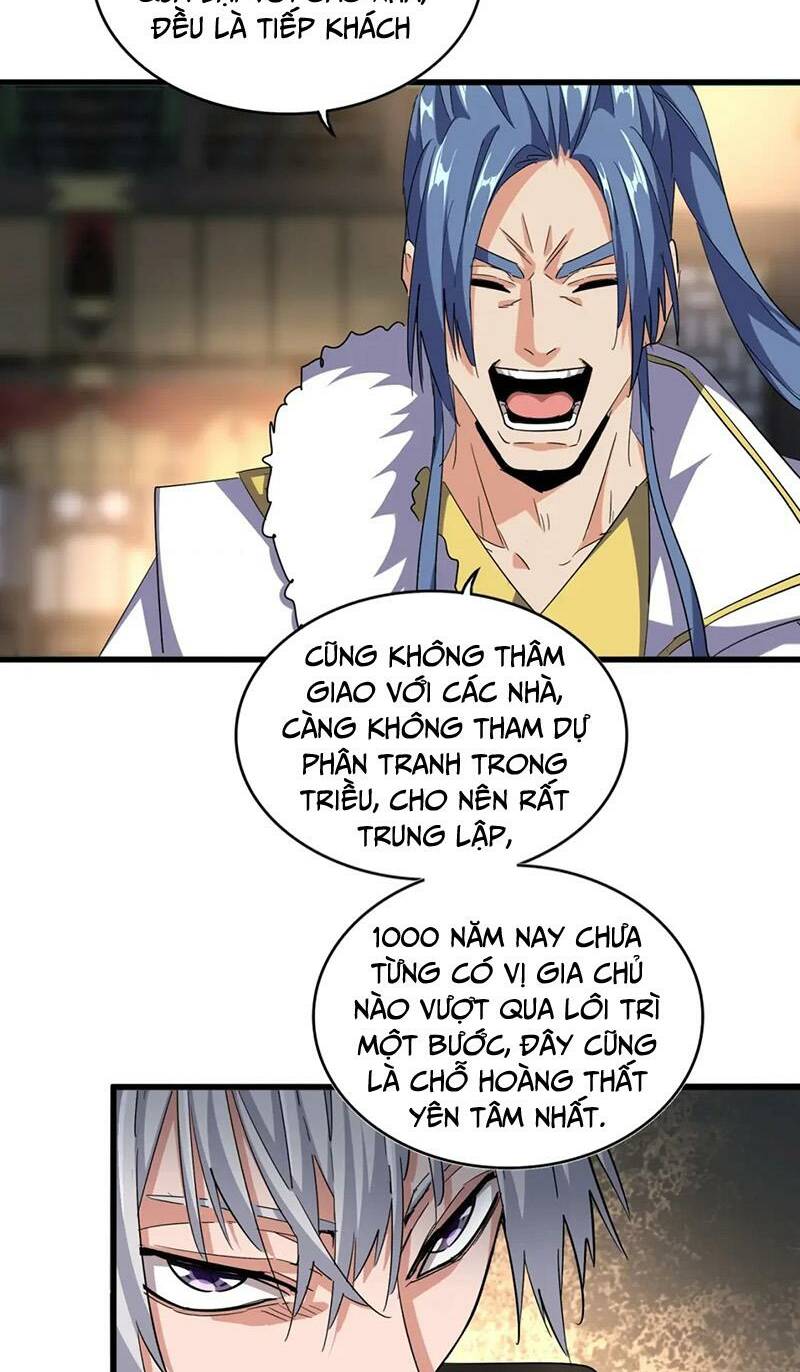 ĐỀU LÀ TIẾP KHÁCH
CŨNG KHÔNG THÂM
GIAO VỚI CÁC NHÀ,
CÀNG KHÔNG THAM DỰ
PHÂN TRANH TRONG
TRIỀU, CHO NÊN RẤT
TRUNG LẬP,
1000 NĂM NAY CHƯA
TỪNG CÓ VỊ GIA CHỦ
NÀO VƯỢT QUA LÔI TRÌ
MỘT BƯỚC, ĐÂY CŨNG
LÀ CHỖ HOÀNG THẤT
YÊN TÂM NHẤT.